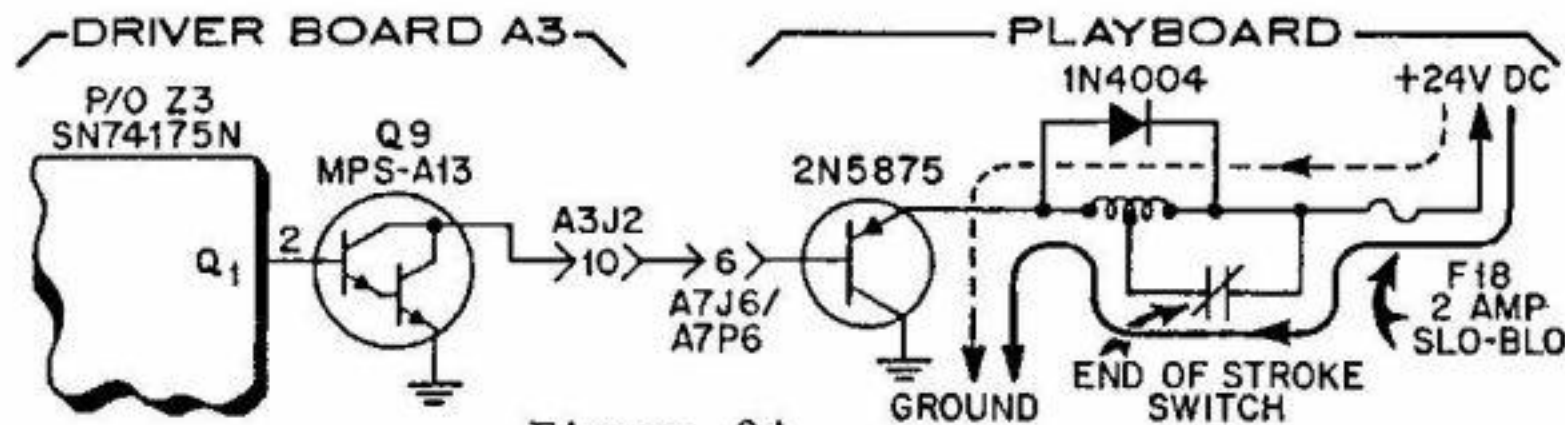 DRIVER BOARD A3
PLAYBOARD
P/O Z3
SN74175N
Q9
MPS-A13
Q1
2
A3J2
10
6
A7J6/
A7P6
2N5875
1N4004
+24V DC
F18
2 AMP
SLO-BLO
END OF STROKE
SWITCH
GROUND